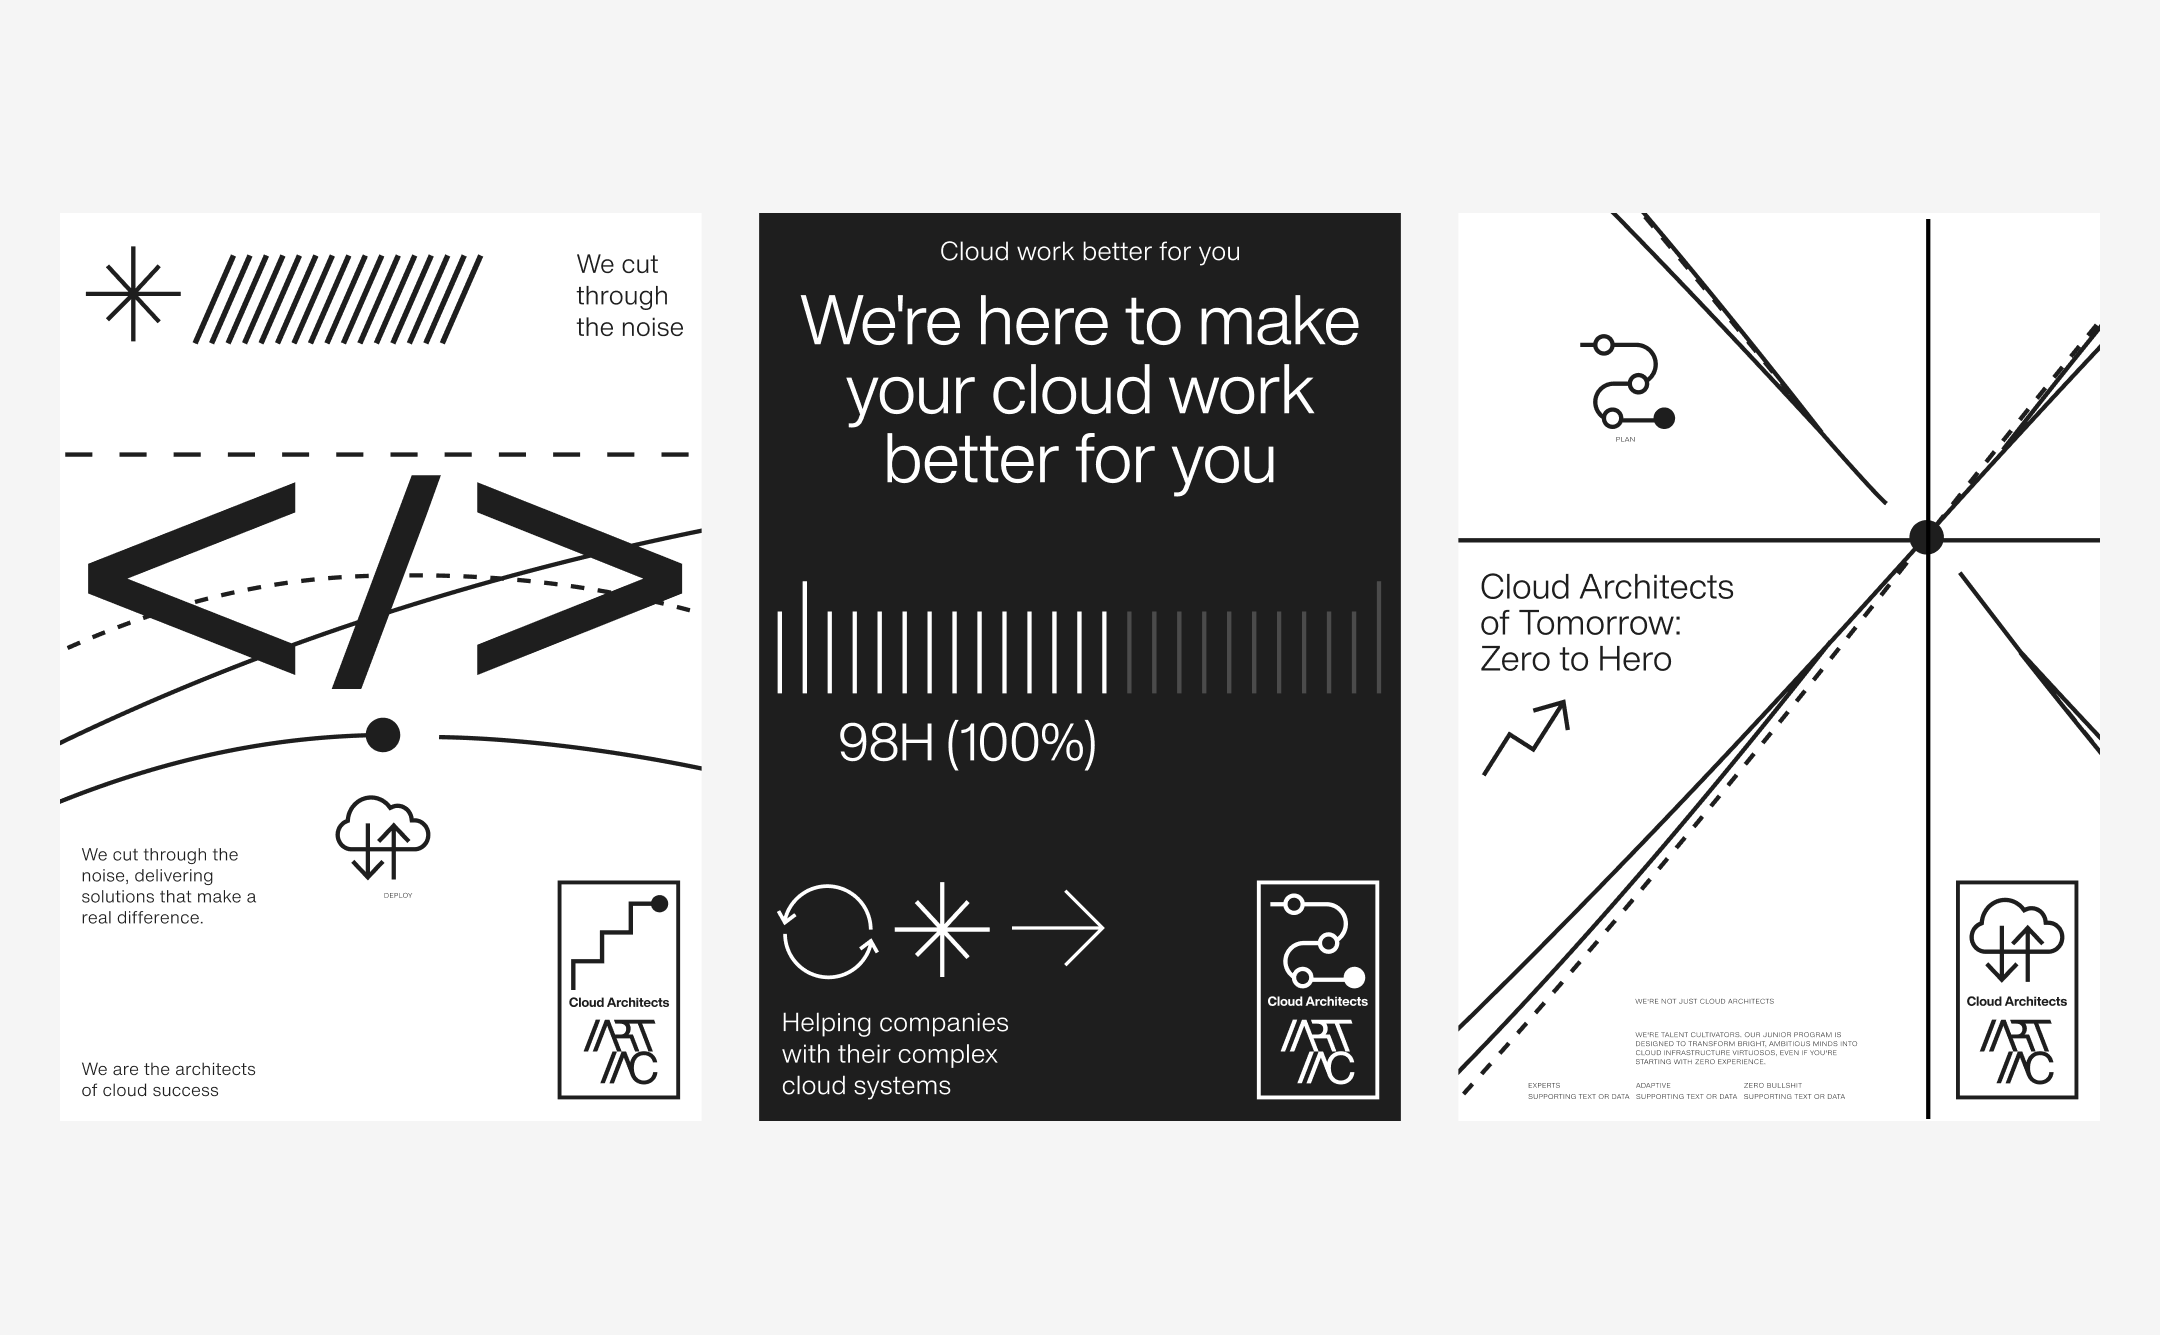 We cut
through
the noise
</>
DEPLOY
We cut through the
noise, delivering
solutions that make a
real difference.
We are the architects
of cloud success
Cloud Architects
ART
AC
Cloud work better for you
We're here to make
your cloud work
better for you
98H (100%)
Helping companies
with their complex
cloud systems
Cloud Architects
ART
AC
PLAN
Cloud Architects
of Tomorrow:
Zero to Hero
WE'RE NOT JUST CLOUD ARCHITECTS
WE'RE TALENT CULTIVATORS. OUR JUNIOR PROGRAM IS
DESIGNED TO TRANSFORM BRIGHT, AMBITIOUS MINDS INTO
CLOUD INFRASTRUCTURE VIRTUOSOS, EVEN IF YOU'RE
STARTING WITH ZERO EXPERIENCE.
EXPERTS ADAPTIVE ZERO BULLSHIT
SUPPORTING TEXT OR DATA SUPPORTING TEXT OR DATA SUPPORTING TEXT OR DATA
Cloud Architects
ART
AC